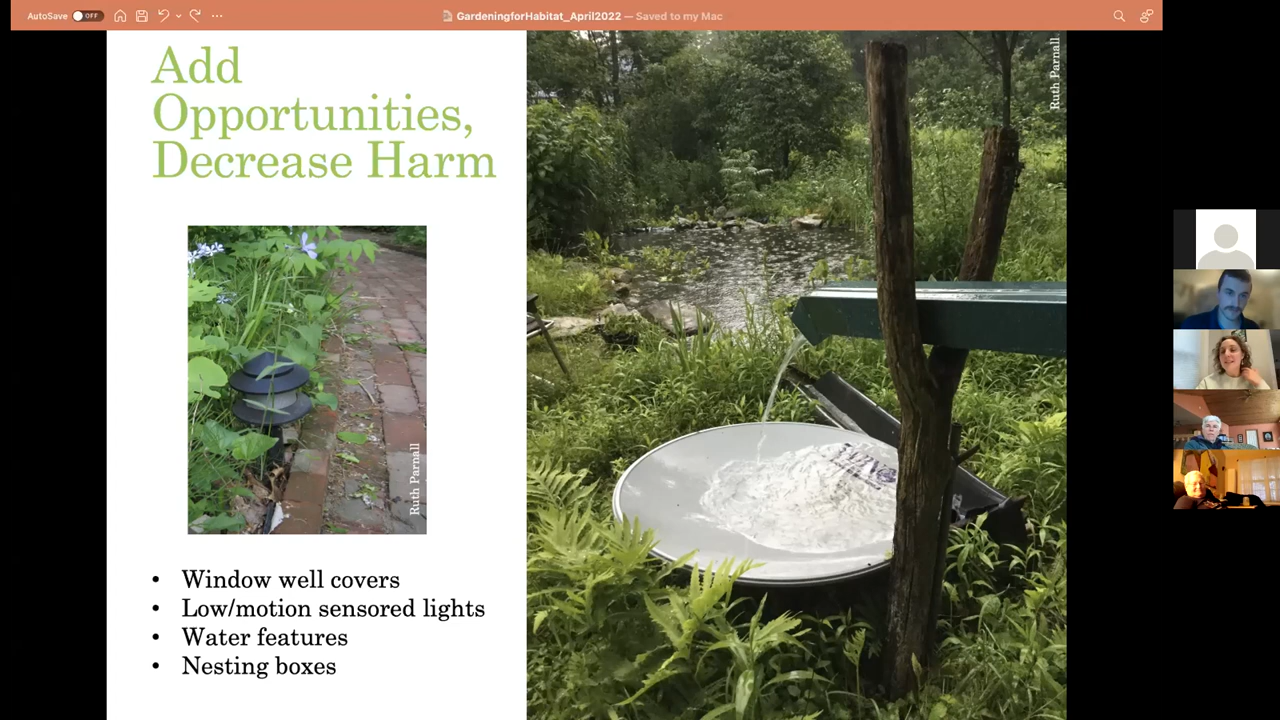 AutoSave OFF
GardeningforHabitat_April2022 — Saved to my Mac
Add
Opportunities,
Decrease Harm
Ruth Parnall
Ruth Parnall
• Window well covers
• Low/motion sensored lights
• Water features
• Nesting boxes